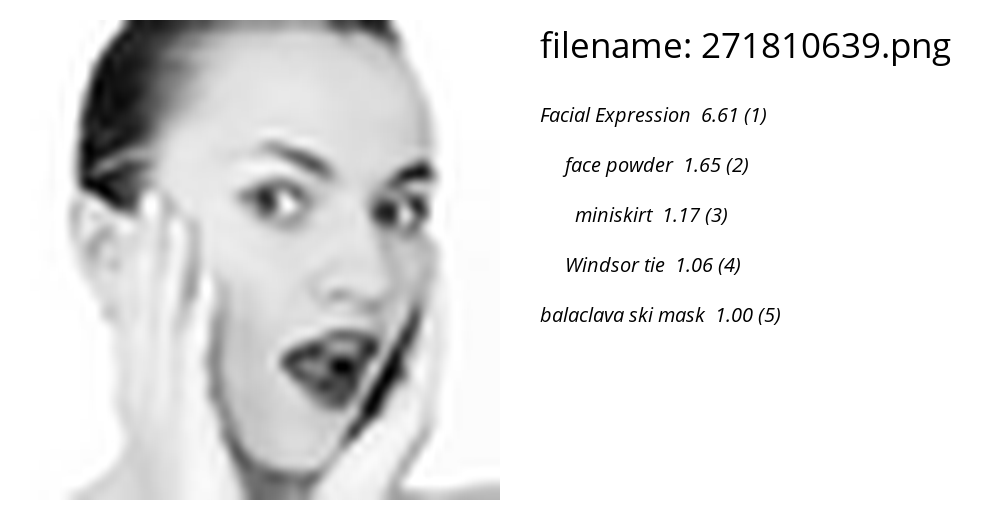 filename: 271810639.png
Facial Expression 6.61 (1)
face powder 1.65 (2)
miniskirt 1.17 (3)
Windsor tie 1.06 (4)
balaclava ski mask 1.00 (5)